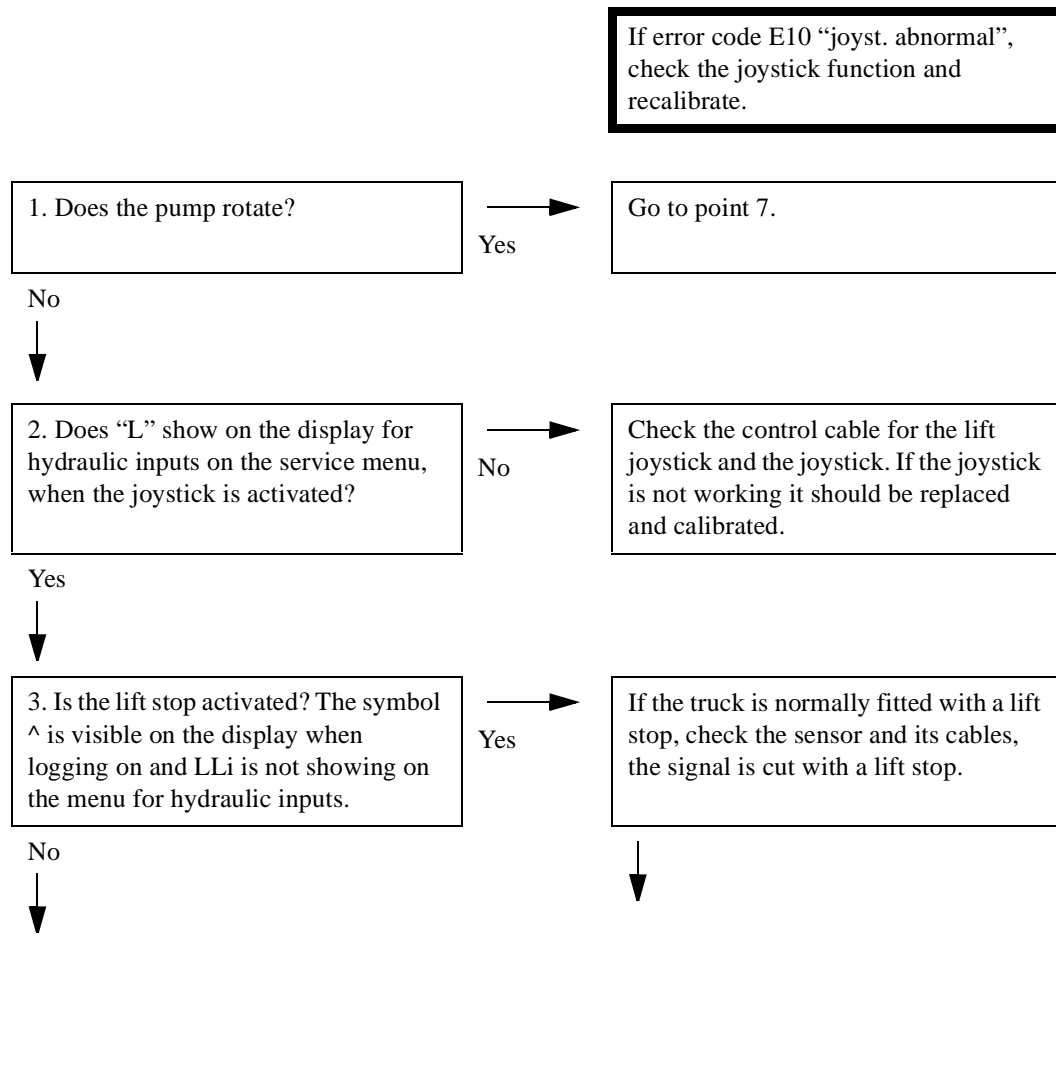 If error code E10 “joyst. abnormal”,
check the joystick function and
recalibrate.
1. Does the pump rotate?
Yes
Go to point 7.
No
2. Does “L” show on the display for
hydraulic inputs on the service menu,
when the joystick is activated?
No
Check the control cable for the lift
joystick and the joystick. If the joystick
is not working it should be replaced
and calibrated.
Yes
3. Is the lift stop activated? The symbol
^ is visible on the display when
logging on and LLi is not showing on
the menu for hydraulic inputs.
Yes
If the truck is normally fitted with a lift
stop, check the sensor and its cables,
the signal is cut with a lift stop.
No